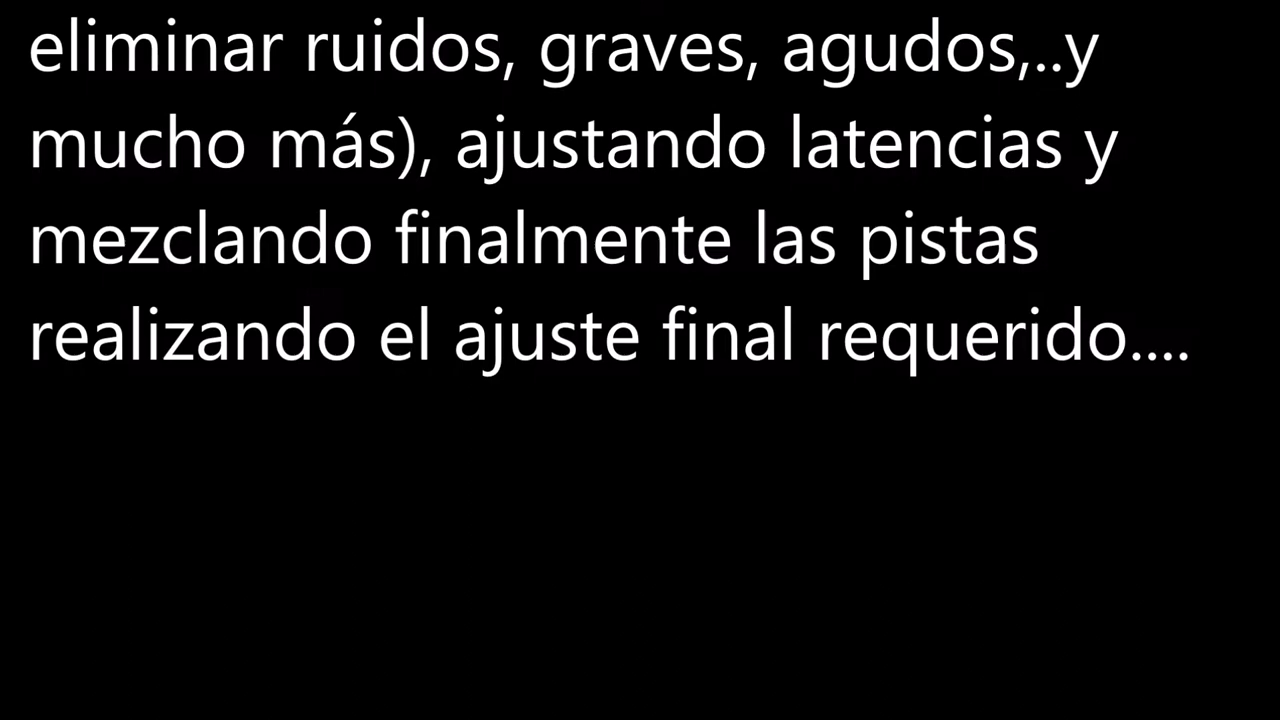 eliminar ruidos, graves, agudos,..y
mucho más), ajustando latencias y
mezclando finalmente las pistas
realizando el ajuste final requerido....